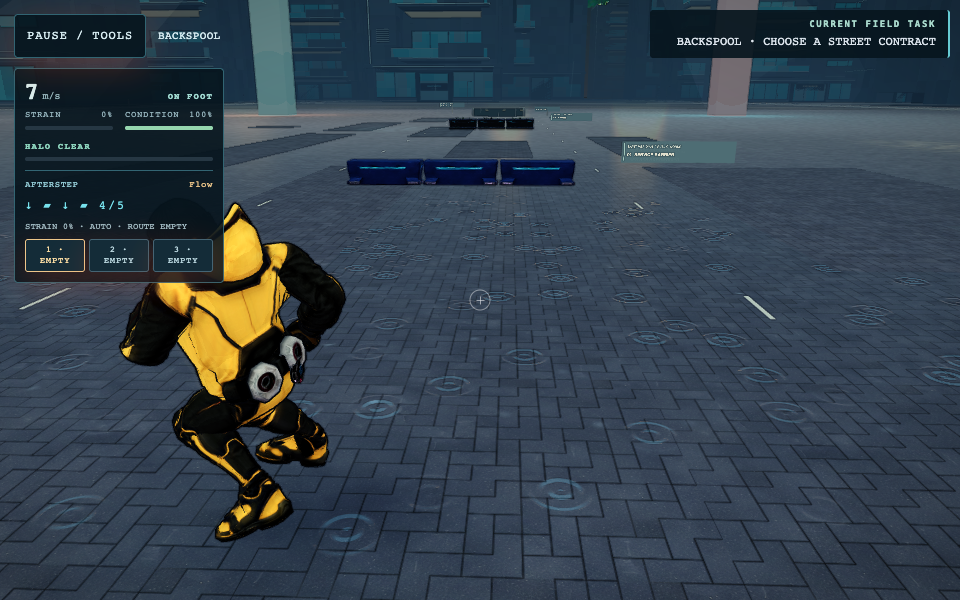 PAUSE / TOOLS
BACKSPOOL
CURRENT FIELD TASK
BACKSPOOL · CHOOSE A STREET CONTRACT
7 m/s
ON FOOT
STRAIN 0%
CONDITION 100%
HALO CLEAR
AFTERSTEP
Flow
↓ ▰ ↓ ▰ 4/5
STRAIN 0% · AUTO · ROUTE EMPTY
1 · EMPTY
2 · EMPTY
3 · EMPTY